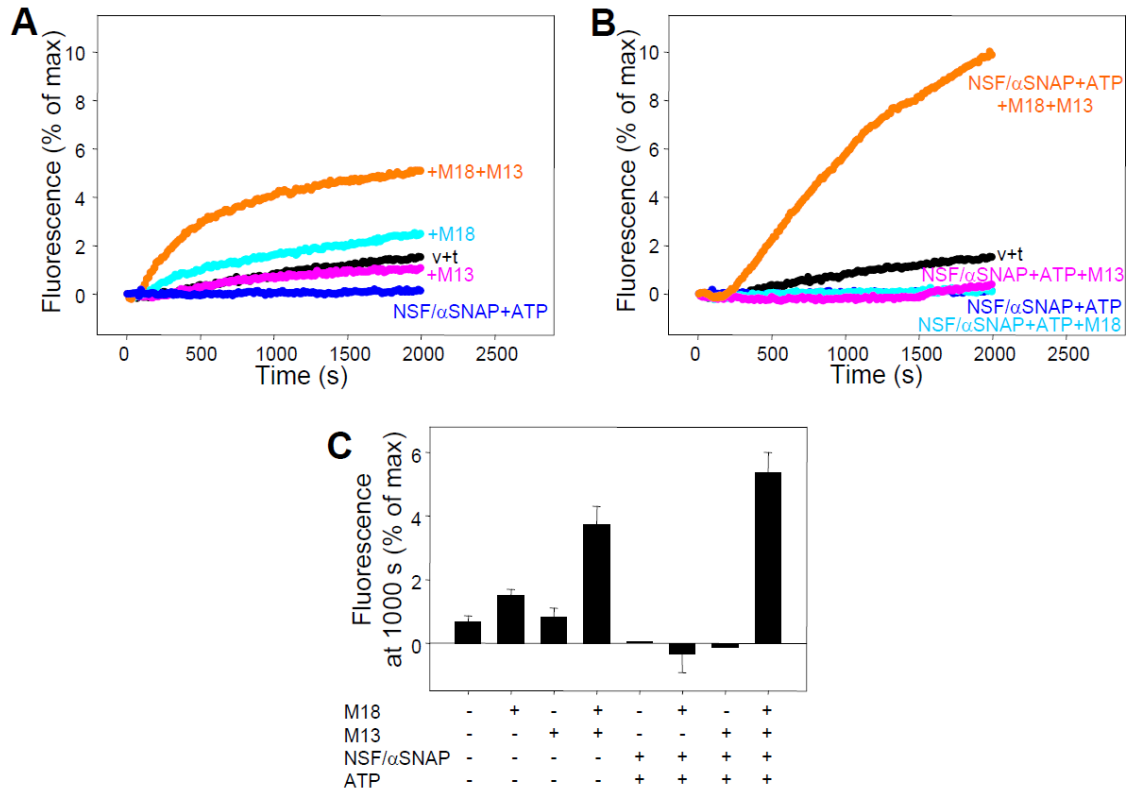 A
Fluorescence (% of max)
10
8
6
4
2
0
+M18+M13
+M18
v+t
+M13
NSF/αSNAP+ATP
0 500 1000 1500 2000 2500
Time (s)
B
Fluorescence (% of max)
10
8
6
4
2
0
NSF/αSNAP+ATP
+M18+M13
v+t
NSF/αSNAP+ATP+M13
NSF/αSNAP+ATP
NSF/αSNAP+ATP+M18
0 500 1000 1500 2000 2500
Time (s)
C
Fluorescence
at 1000 s (% of max)
6
4
2
0
M18 - + - + - + - +
M13 - - + + - - + +
NSF/αSNAP - - - - + + + +
ATP - - - - + + + +